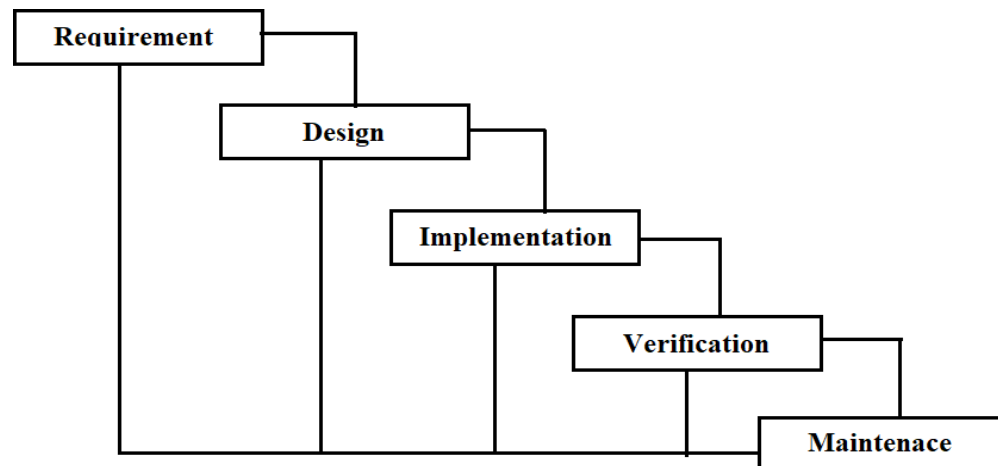 Requirement
Design
Implementation
Verification
Maintenace